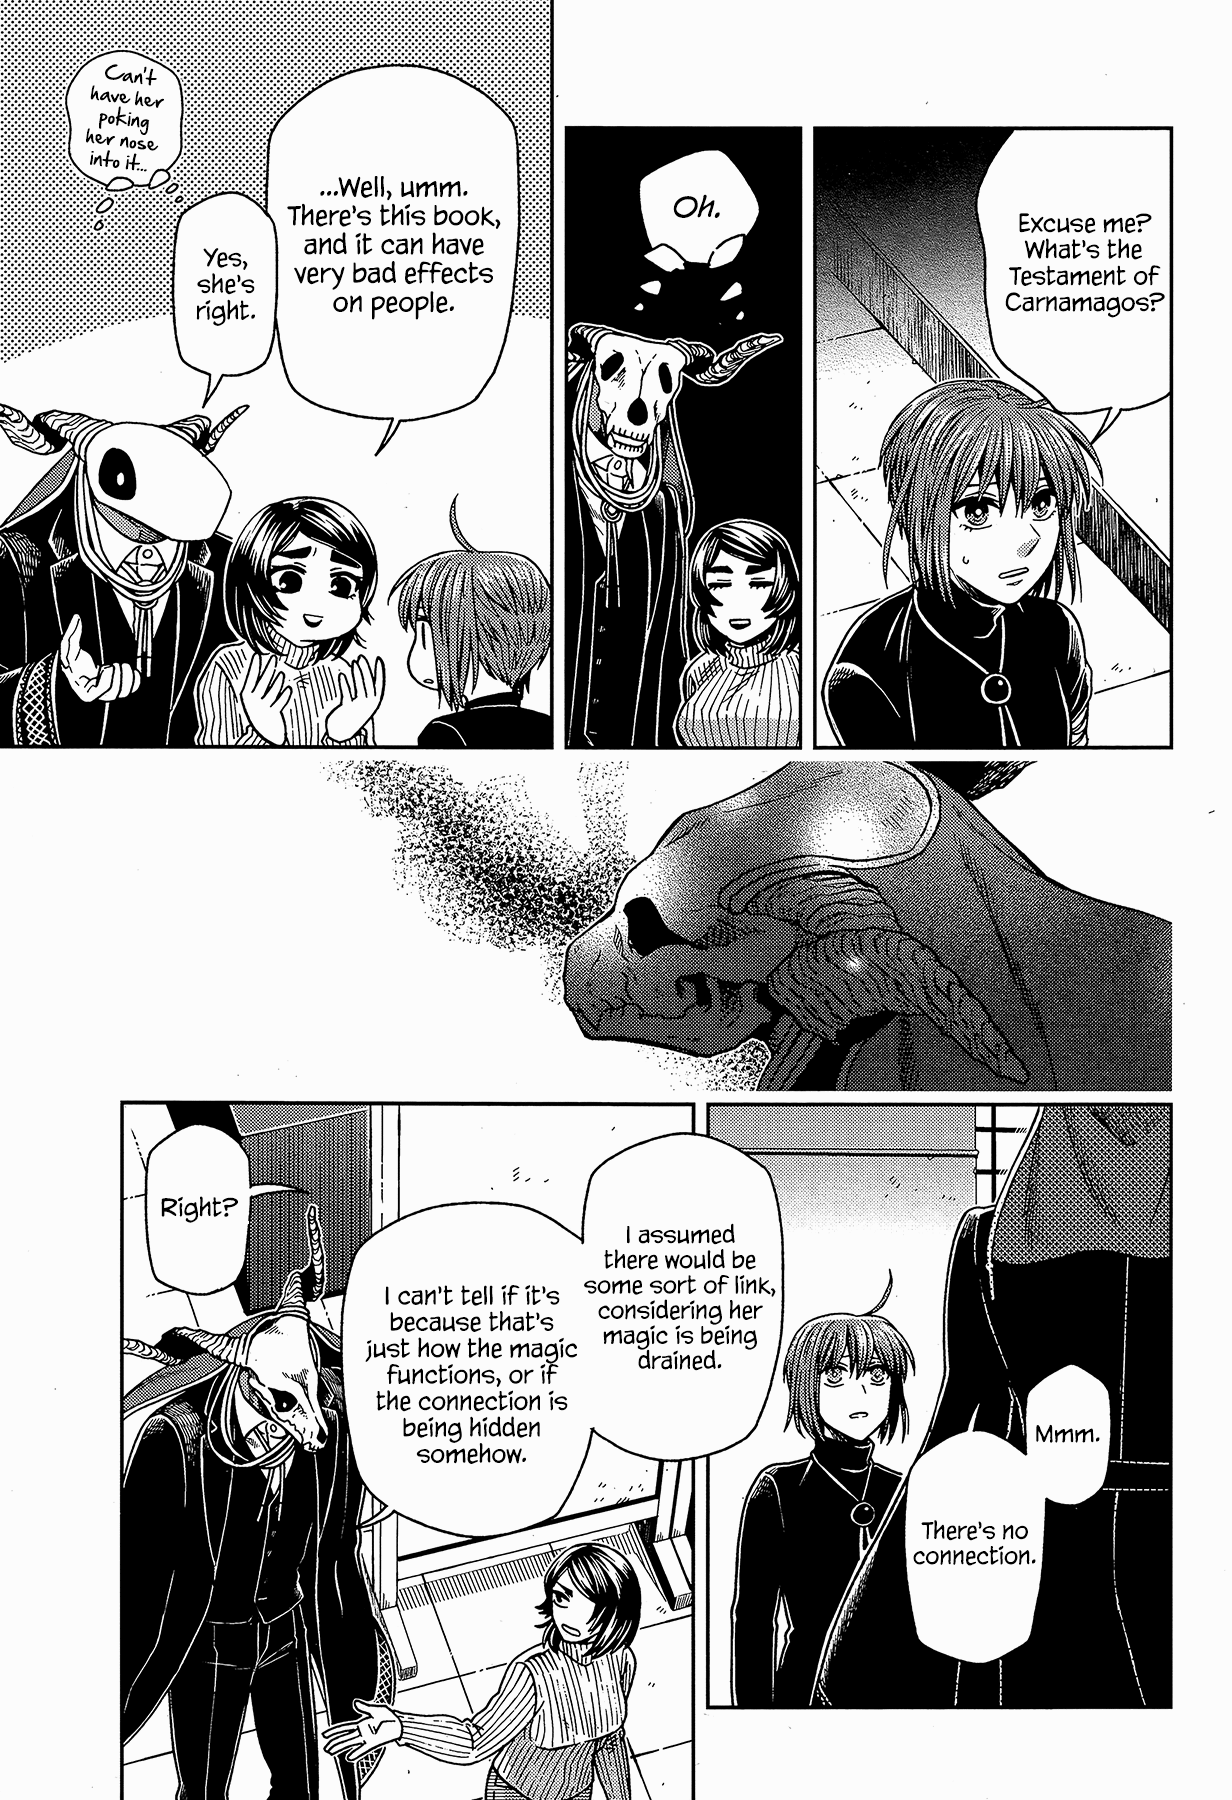 Excuse me?
What's the
Testament of
Carnamagos?
Oh.
...Well, umm.
There's this book,
and it can have
very bad effects
on people.
Yes,
she's
right.
Can't
have her
poking
her nose
into it...
Mmm.
There's no
connection.
I assumed
there would be
some sort of link,
considering her
magic is being
drained.
I can't tell if it's
because that's
just how the magic
functions, or if
the connection is
being hidden
somehow.
Right?